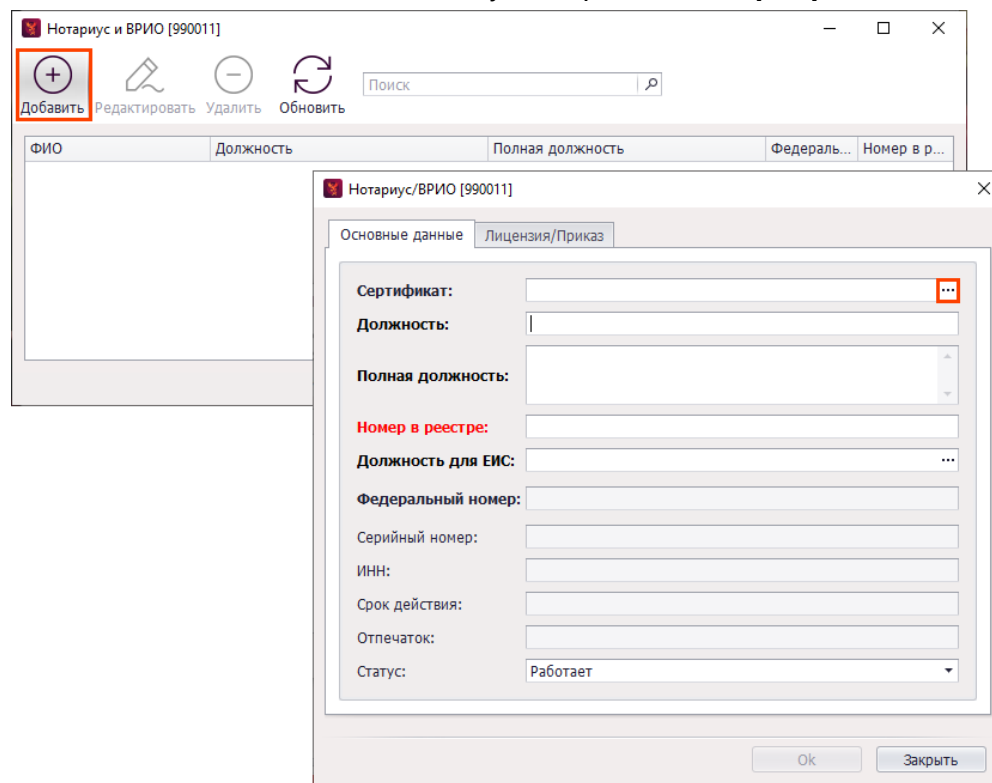 Нотариус и ВРИО [990011]
Добавить Редактировать Удалить Обновить Поиск
ФИО Должность Полная должность Федераль... Номер в р...
Нотариус/ВРИО [990011]
Основные данные Лицензия/Приказ
Сертификат: ...
Должность:
Полная должность:
Номер в реестре:
Должность для ЕИС: ...
Федеральный номер:
Серийный номер:
ИНН:
Срок действия:
Отпечаток:
Статус: Работает
Ok Закрыть